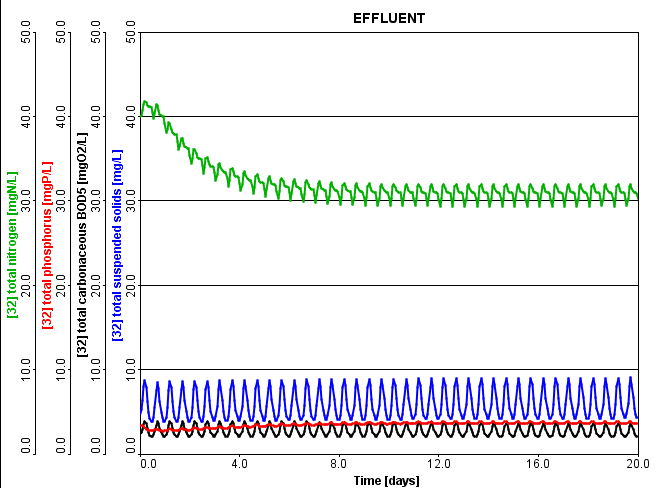 EFFLUENT
[32] total nitrogen [mgN/L]
0.0 10.0 20.0 30.0 40.0 50.0
[32] total phosphorus [mgP/L]
0.0 10.0 20.0 30.0 40.0 50.0
[32] total carbonaceous BOD5 [mgO2/L]
0.0 10.0 20.0 30.0 40.0 50.0
[32] total suspended solids [mg/L]
0.0 10.0 20.0 30.0 40.0 50.0
0.0 4.0 8.0 12.0 16.0 20.0
Time [days]